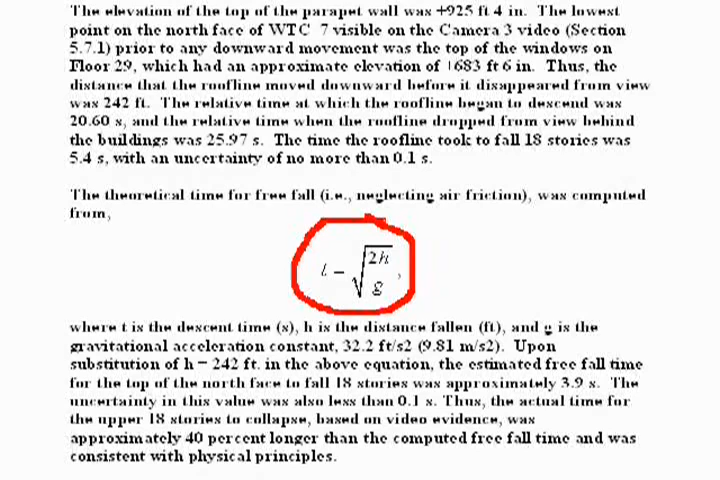 The elevation of the top of the parapet wall was +925 ft 4 in. The lowest
point on the north face of WTC 7 visible on the Camera 3 video (Section
5.7.1) prior to any downward movement was the top of the windows on
Floor 29, which had an approximate elevation of +683 ft 6 in. Thus, the
distance that the roofline moved downward before it disappeared from view
was 242 ft. The relative time at which the roofline began to descend was
20.60 s, and the relative time when the roofline dropped from view behind
the buildings was 25.97 s. The time the roofline took to fall 18 stories was
5.4 s, with an uncertainty of no more than 0.1 s.
The theoretical time for free fall (i.e., neglecting air friction), was computed
from,
t = √(2h/g),
where t is the descent time (s), h is the distance fallen (ft), and g is the
gravitational acceleration constant, 32.2 ft/s2 (9.81 m/s2). Upon
substitution of h = 242 ft. in the above equation, the estimated free fall time
for the top of the north face to fall 18 stories was approximately 3.9 s. The
uncertainty in this value was also less than 0.1 s. Thus, the actual time for
the upper 18 stories to collapse, based on video evidence, was
approximately 40 percent longer than the computed free fall time and was
consistent with physical principles.